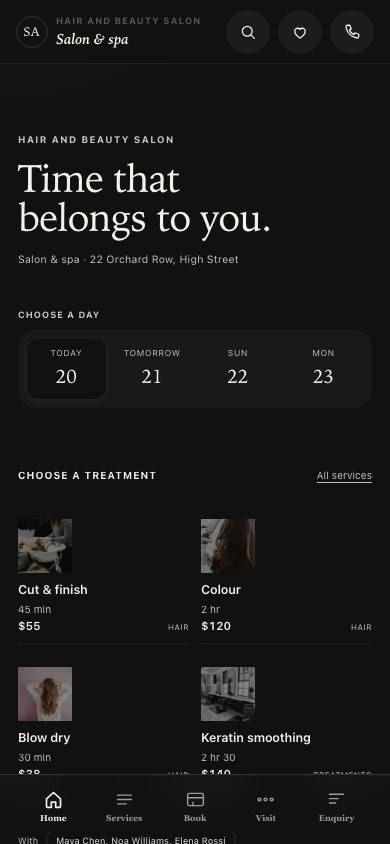 SA
HAIR AND BEAUTY SALON
Salon & spa
HAIR AND BEAUTY SALON
Time that
belongs to you.
Salon & spa · 22 Orchard Row, High Street
CHOOSE A DAY
TODAY TOMORROW SUN MON
20 21 22 23
CHOOSE A TREATMENT All services
Cut & finish Colour
45 min 2 hr
$55 HAIR $120 HAIR
Blow dry Keratin smoothing
30 min 2 hr 30
$38 $140 TREATMENTS
Home Services Book Visit Enquiry
With Maya Chen, Noa Williams, Elena Rossi